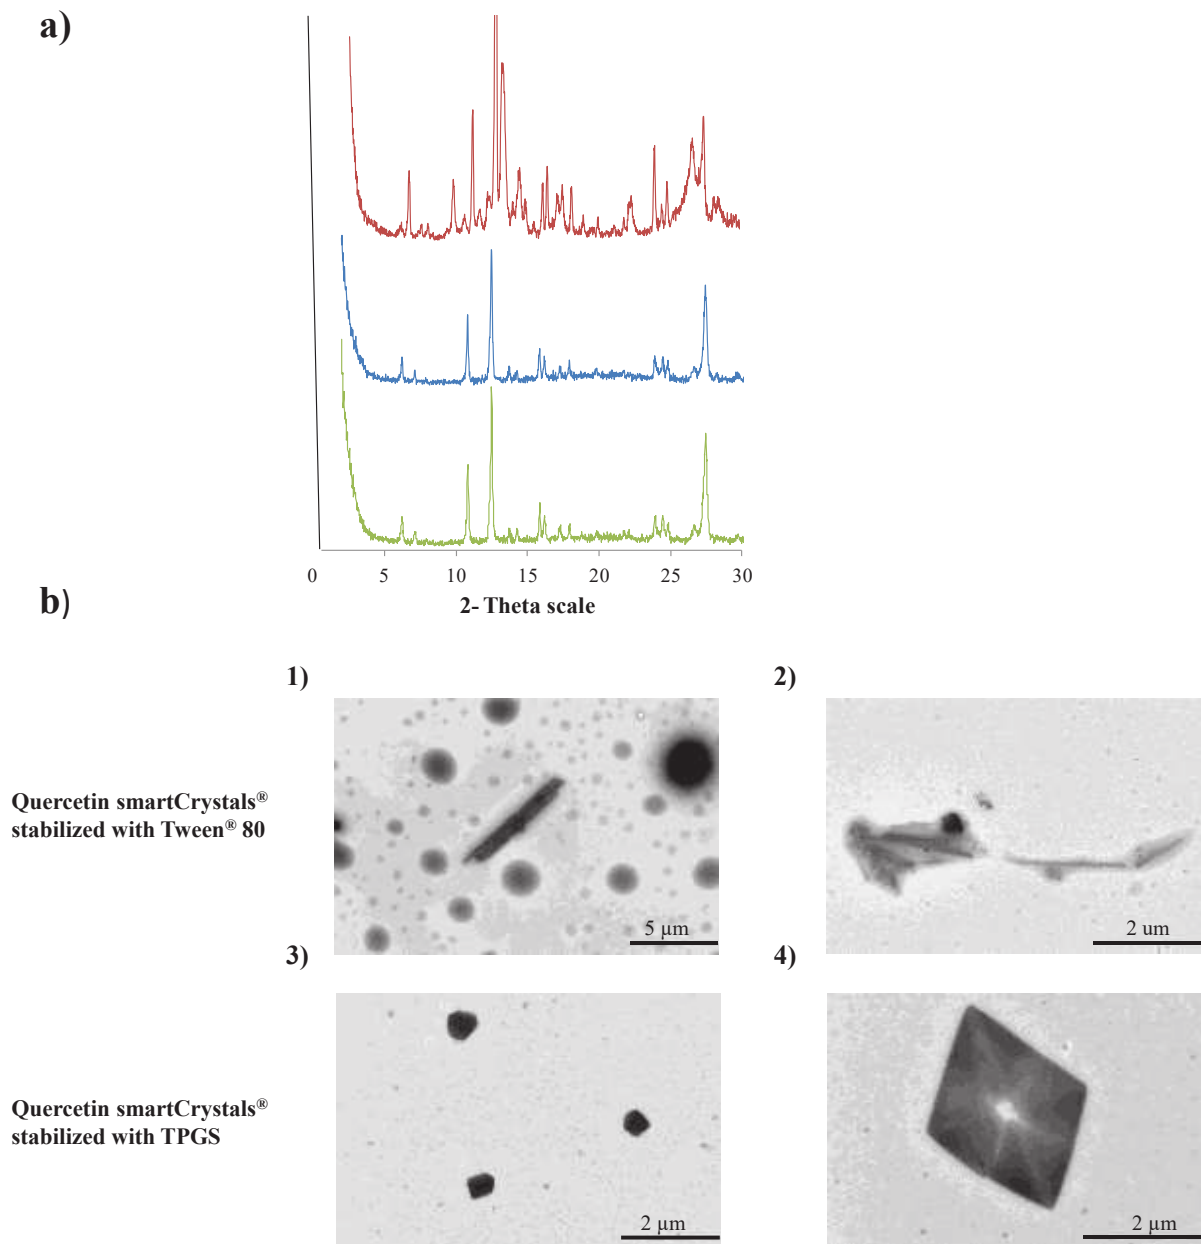 a)
0 5 10 15 20 25 30
2- Theta scale
b)
1) 2)
Quercetin smartCrystals®
stabilized with Tween® 80
5 µm 2 um
3) 4)
Quercetin smartCrystals®
stabilized with TPGS
2 µm 2 µm